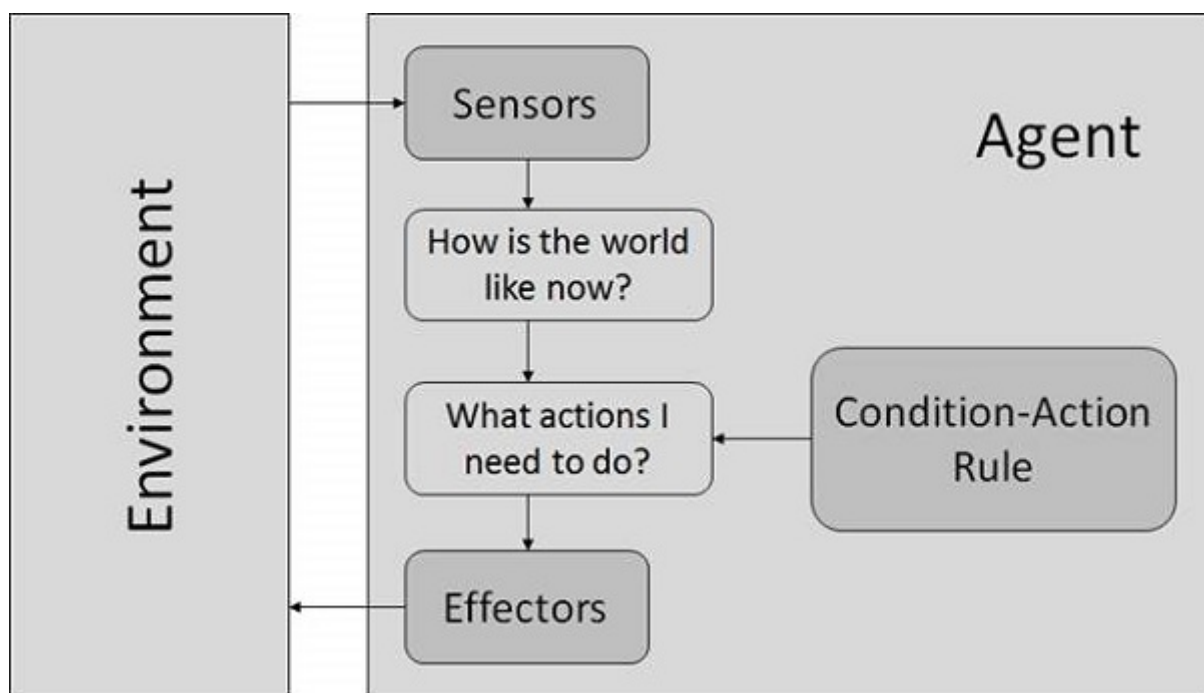 Environment
Agent
Sensors
How is the world
like now?
What actions I
need to do?
Condition-Action
Rule
Effectors